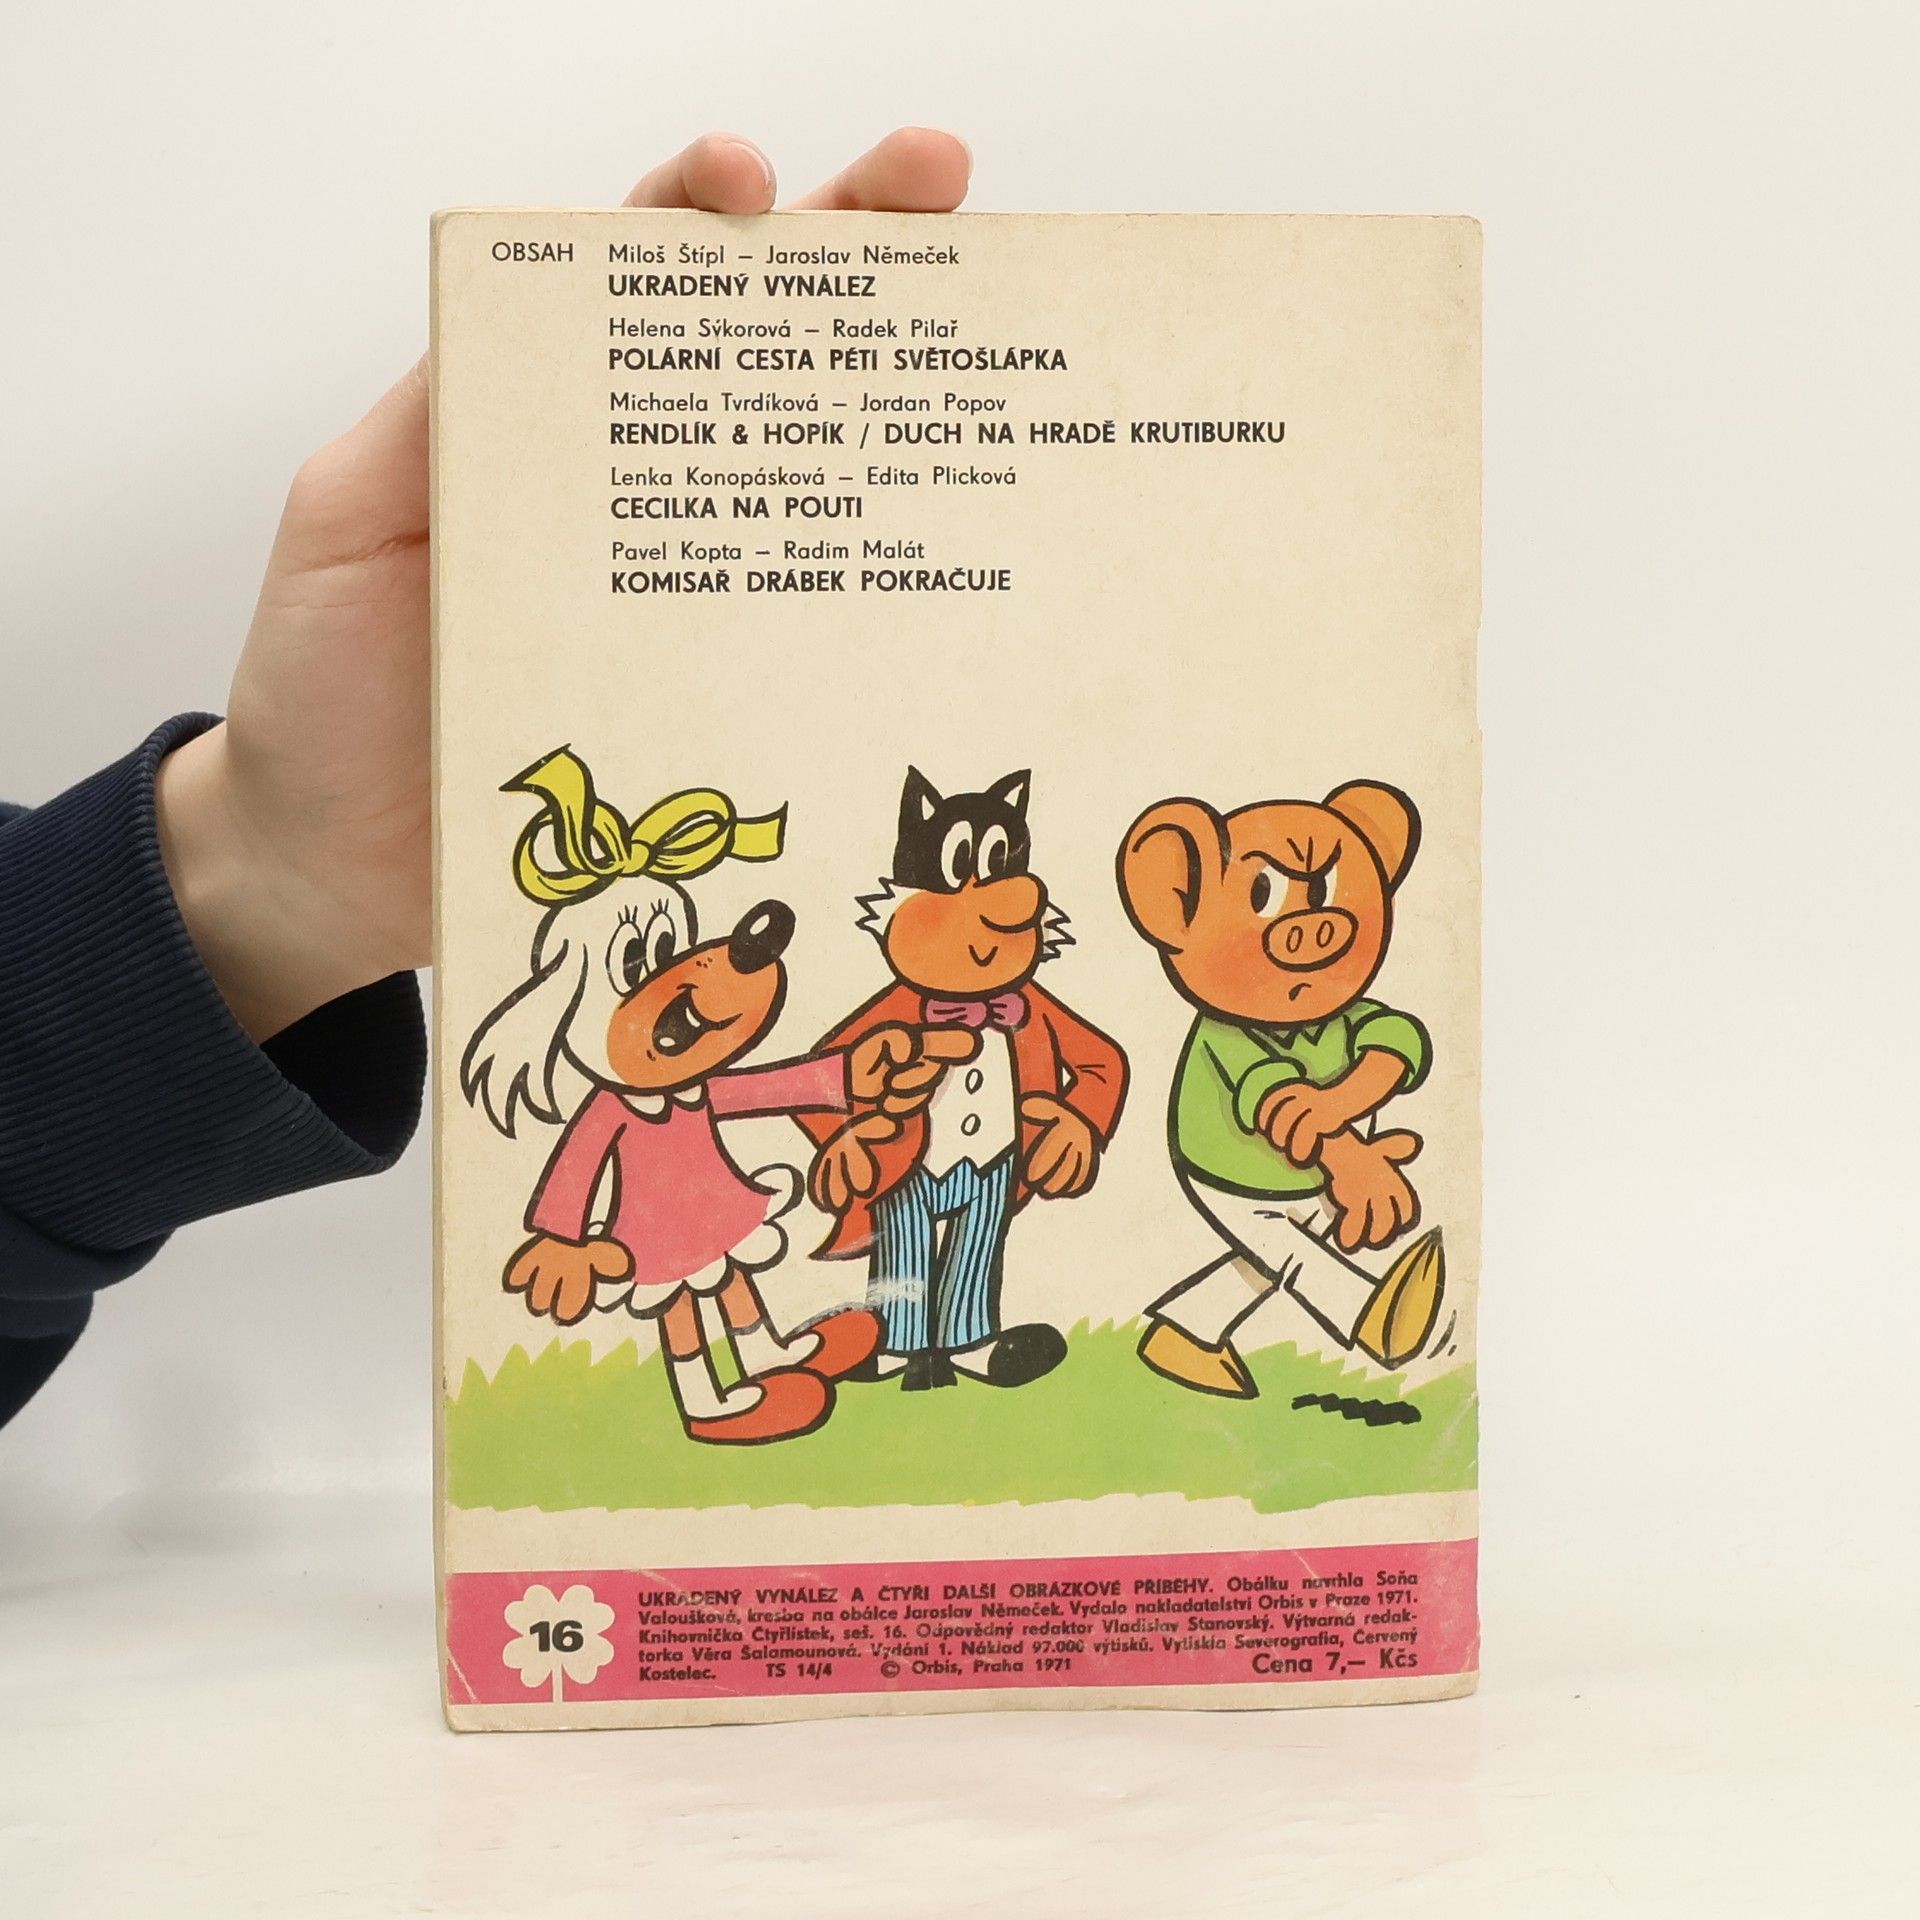 OBSAH Miloš Štípl – Jaroslav Němeček
UKRADENÝ VYNÁLEZ
Helena Sýkorová – Radek Pilař
POLÁRNÍ CESTA PÉTI SVĚTOŠLÁPKA
Michaela Tvrdíková – Jordan Popov
RENDLÍK & HOPÍK / DUCH NA HRADĚ KRUTIBURKU
Lenka Konopásková – Edita Plicková
CECILKA NA POUTI
Pavel Kopta – Radim Malát
KOMISAŘ DRÁBEK POKRAČUJE
16
UKRADENÝ VYNÁLEZ A ČTYŘI DALŠÍ OBRÁZKOVÉ PŘÍBĚHY. Obálku navrhla Soňa
Valoušková, kresba na obálce Jaroslav Němeček. Vydalo nakladatelství Orbis v Praze 1971.
Knihovnička Čtyřlístek, seš. 16. Odpovědný redaktor Vladislav Stanovský. Výtvarná redak-
torka Věra Šalamounová. Vydání 1. Náklad 97.000 výtisků. Vytiskla Severografia, Červený
Kostelec. TS 14/4 © Orbis, Praha 1971 Cena 7,– Kčs